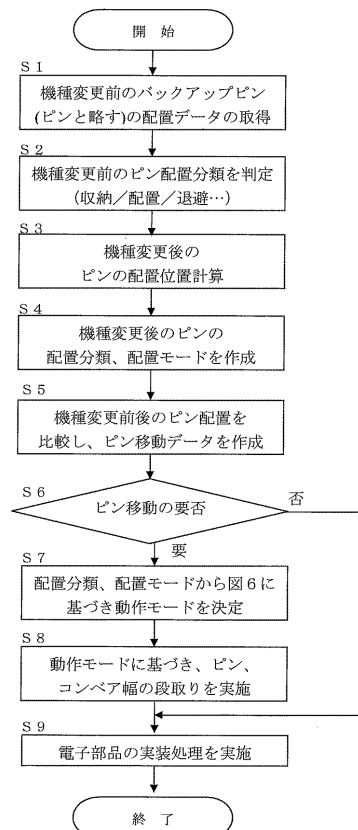 開 始
S1
機種変更前のバックアップピン
(ピンと略す)の配置データの取得
S2
機種変更前のピン配置分類を判定
(収納/配置/退避…)
S3
機種変更後の
ピンの配置位置計算
S4
機種変更後のピンの
配置分類、配置モードを作成
S5
機種変更前後のピン配置を
比較し、ピン移動データを作成
S6
ピン移動の要否
否
要
S7
配置分類、配置モードから図6に
基づき動作モードを決定
S8
動作モードに基づき、ピン、
コンベア幅の段取りを実施
S9
電子部品の実装処理を実施
終 了